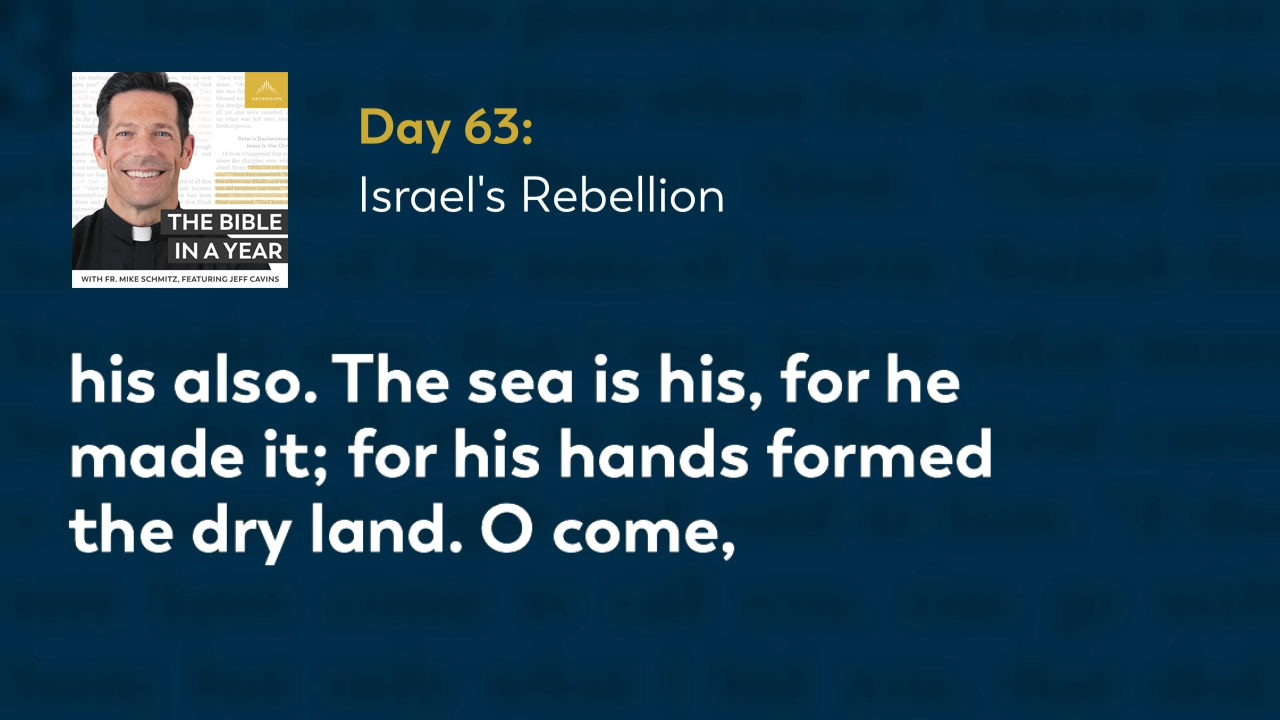 ASCENSION
THE BIBLE
IN A YEAR
WITH FR. MIKE SCHMITZ, FEATURING JEFF CAVINS
Day 63:
Israel's Rebellion
his also. The sea is his, for he
made it; for his hands formed
the dry land. O come,